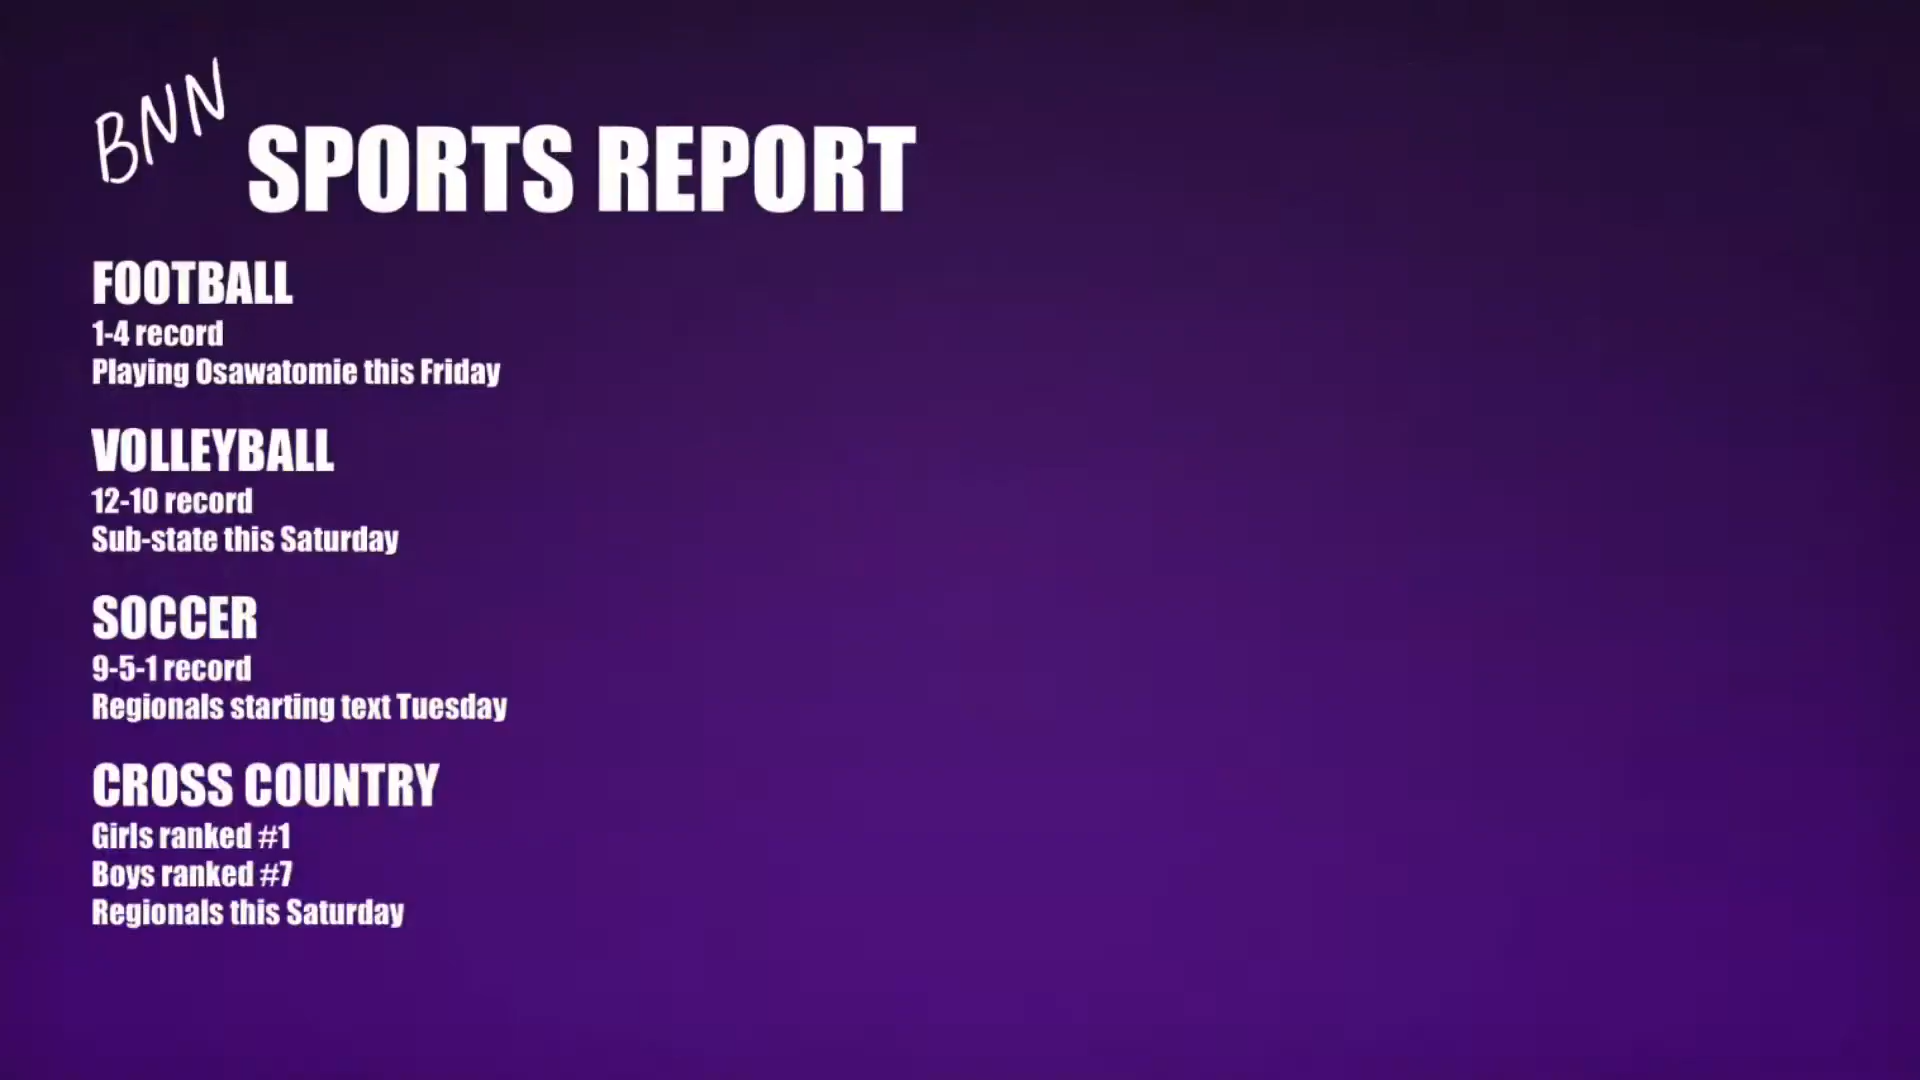 BNN
SPORTS REPORT
FOOTBALL
1-4 record
Playing Osawatomie this Friday
VOLLEYBALL
12-10 record
Sub-state this Saturday
SOCCER
9-5-1 record
Regionals starting text Tuesday
CROSS COUNTRY
Girls ranked #1
Boys ranked #7
Regionals this Saturday